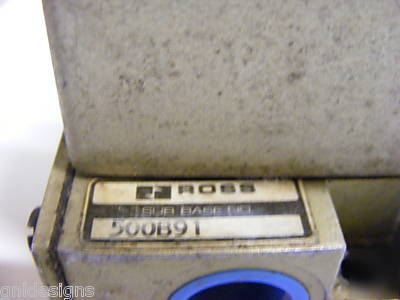 ROSS
SUB BASE NO.
500B91
©gnldesigns